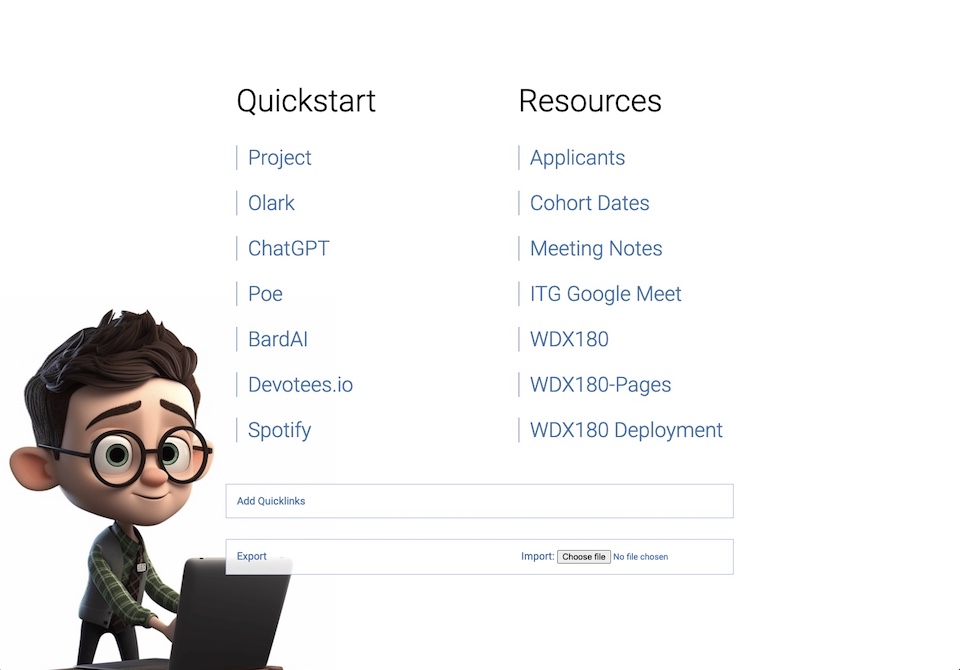 Quickstart
Project
Olark
ChatGPT
Poe
BardAI
Devotees.io
Spotify
Resources
Applicants
Cohort Dates
Meeting Notes
ITG Google Meet
WDX180
WDX180-Pages
WDX180 Deployment
Add Quicklinks
Export
Import: Choose file No file chosen